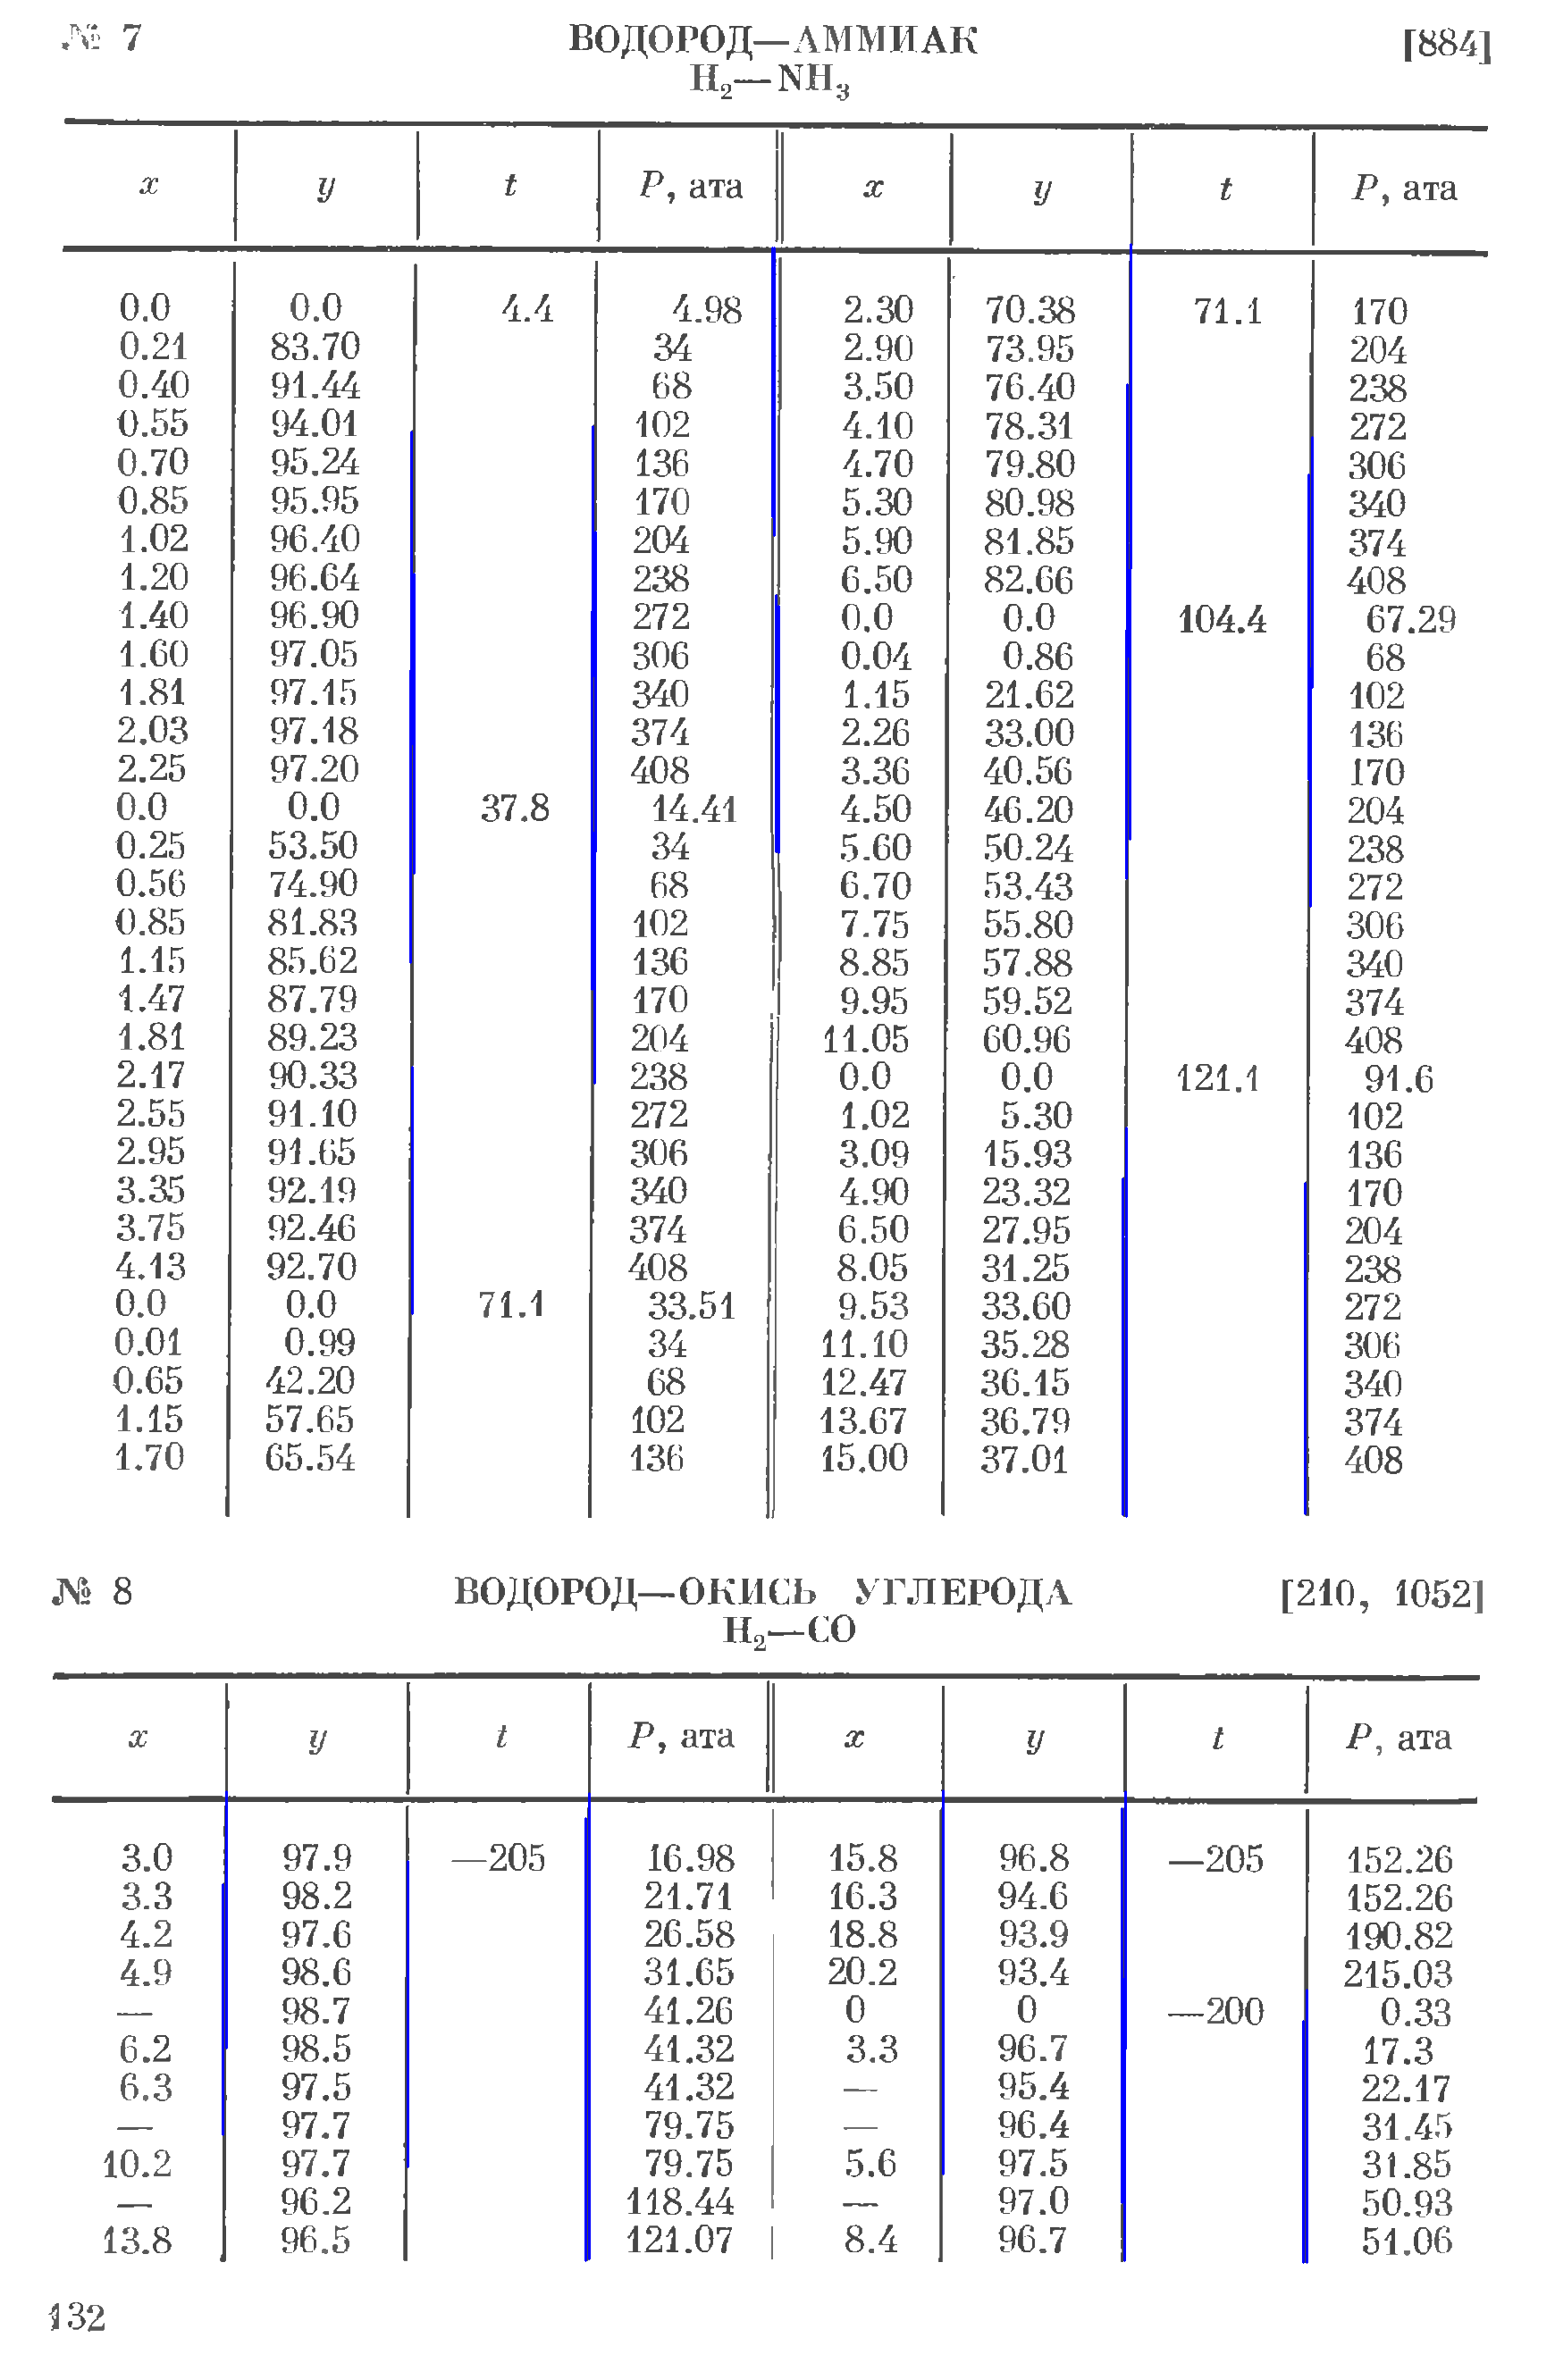 № 7 ВОДОРОД—АММИАК [884]
H₂—NH₃
x y t P, ата x y t P, ата
0.0 0.0 4.4 4.98 2.30 70.38 71.1 170
0.21 83.70 34 2.90 73.95 204
0.40 91.44 68 3.50 76.40 238
0.55 94.01 102 4.10 78.31 272
0.70 95.24 136 4.70 79.80 306
0.85 95.95 170 5.30 80.98 340
1.02 96.40 204 5.90 81.85 374
1.20 96.64 238 6.50 82.66 408
1.40 96.90 272 0.0 0.0 104.4 67.29
1.60 97.05 306 0.04 0.86 68
1.81 97.15 340 1.15 21.62 102
2.03 97.18 374 2.26 33.00 136
2.25 97.20 408 3.36 40.56 170
0.0 0.0 37.8 14.41 4.50 46.20 204
0.25 53.50 34 5.60 50.24 238
0.56 74.90 68 6.70 53.43 272
0.85 81.83 102 7.75 55.80 306
1.15 85.62 136 8.85 57.88 340
1.47 87.79 170 9.95 59.52 374
1.81 89.23 204 11.05 60.96 408
2.17 90.33 238 0.0 0.0 121.1 91.6
2.55 91.10 272 1.02 5.30 102
2.95 91.65 306 3.09 15.93 136
3.35 92.19 340 4.90 23.32 170
3.75 92.46 374 6.50 27.95 204
4.13 92.70 408 8.05 31.25 238
0.0 0.0 71.1 33.51 9.53 33.60 272
0.01 0.99 34 11.10 35.28 306
0.65 42.20 68 12.47 36.15 340
1.15 57.65 102 13.67 36.79 374
1.70 65.54 136 15.00 37.01 408
№ 8 ВОДОРОД—ОКИСЬ УГЛЕРОДА [210, 1052]
H₂—CO
x y t P, ата x y t P, ата
3.0 97.9 —205 16.98 15.8 96.8 —205 152.26
3.3 98.2 21.71 16.3 94.6 152.26
4.2 97.6 26.58 18.8 93.9 190.82
4.9 98.6 31.65 20.2 93.4 215.03
— 98.7 41.26 0 0 —200 0.33
6.2 98.5 41.32 3.3 96.7 17.3
6.3 97.5 41.32 — 95.4 22.17
— 97.7 79.75 — 96.4 31.45
10.2 97.7 79.75 5.6 97.5 31.85
— 96.2 118.44 — 97.0 50.93
13.8 96.5 121.07 8.4 96.7 51.06
132